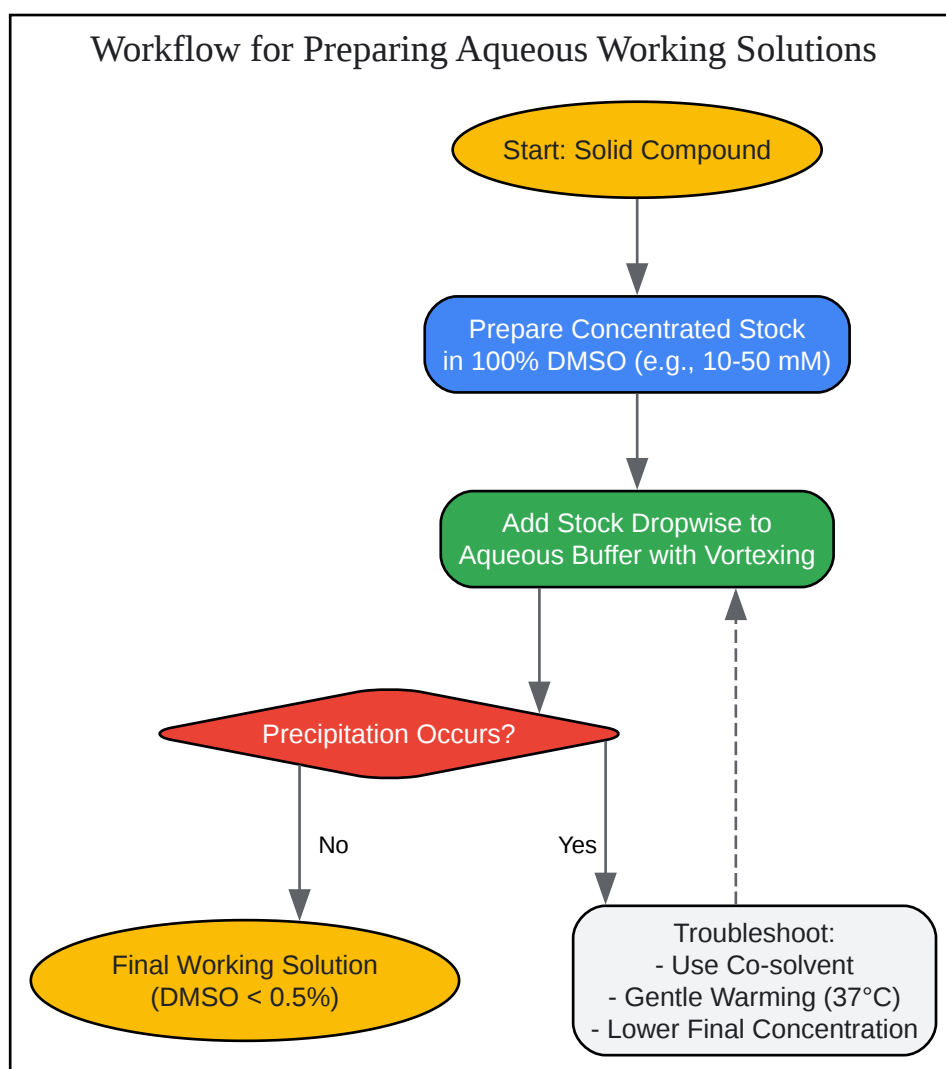 Workflow for Preparing Aqueous Working Solutions
Start: Solid Compound
Prepare Concentrated Stock
in 100% DMSO (e.g., 10-50 mM)
Add Stock Dropwise to
Aqueous Buffer with Vortexing
Precipitation Occurs?
No
Yes
Final Working Solution
(DMSO < 0.5%)
Troubleshoot:
- Use Co-solvent
- Gentle Warming (37°C)
- Lower Final Concentration